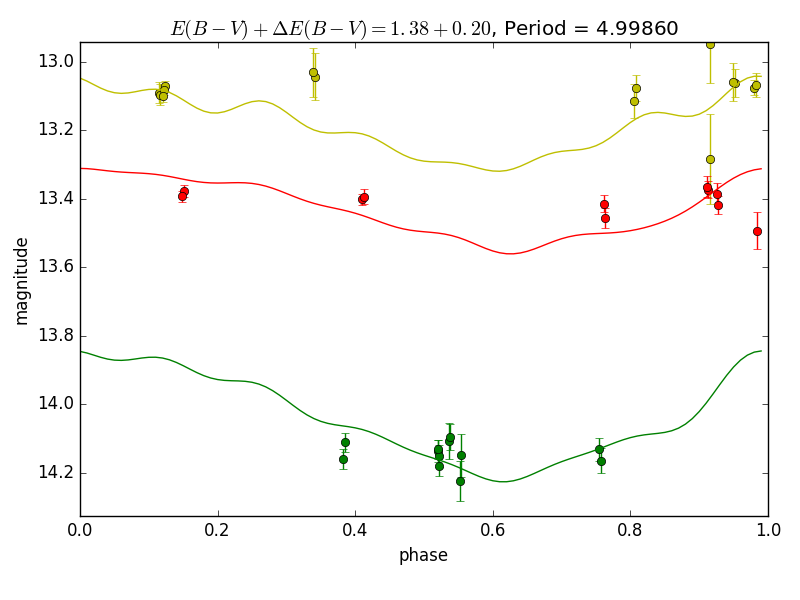 E(B − V) + ΔE(B − V) = 1.38 + 0.20, Period = 4.99860
13.0
13.2
13.4
13.6
13.8
14.0
14.2
magnitude
0.0 0.2 0.4 0.6 0.8 1.0
phase